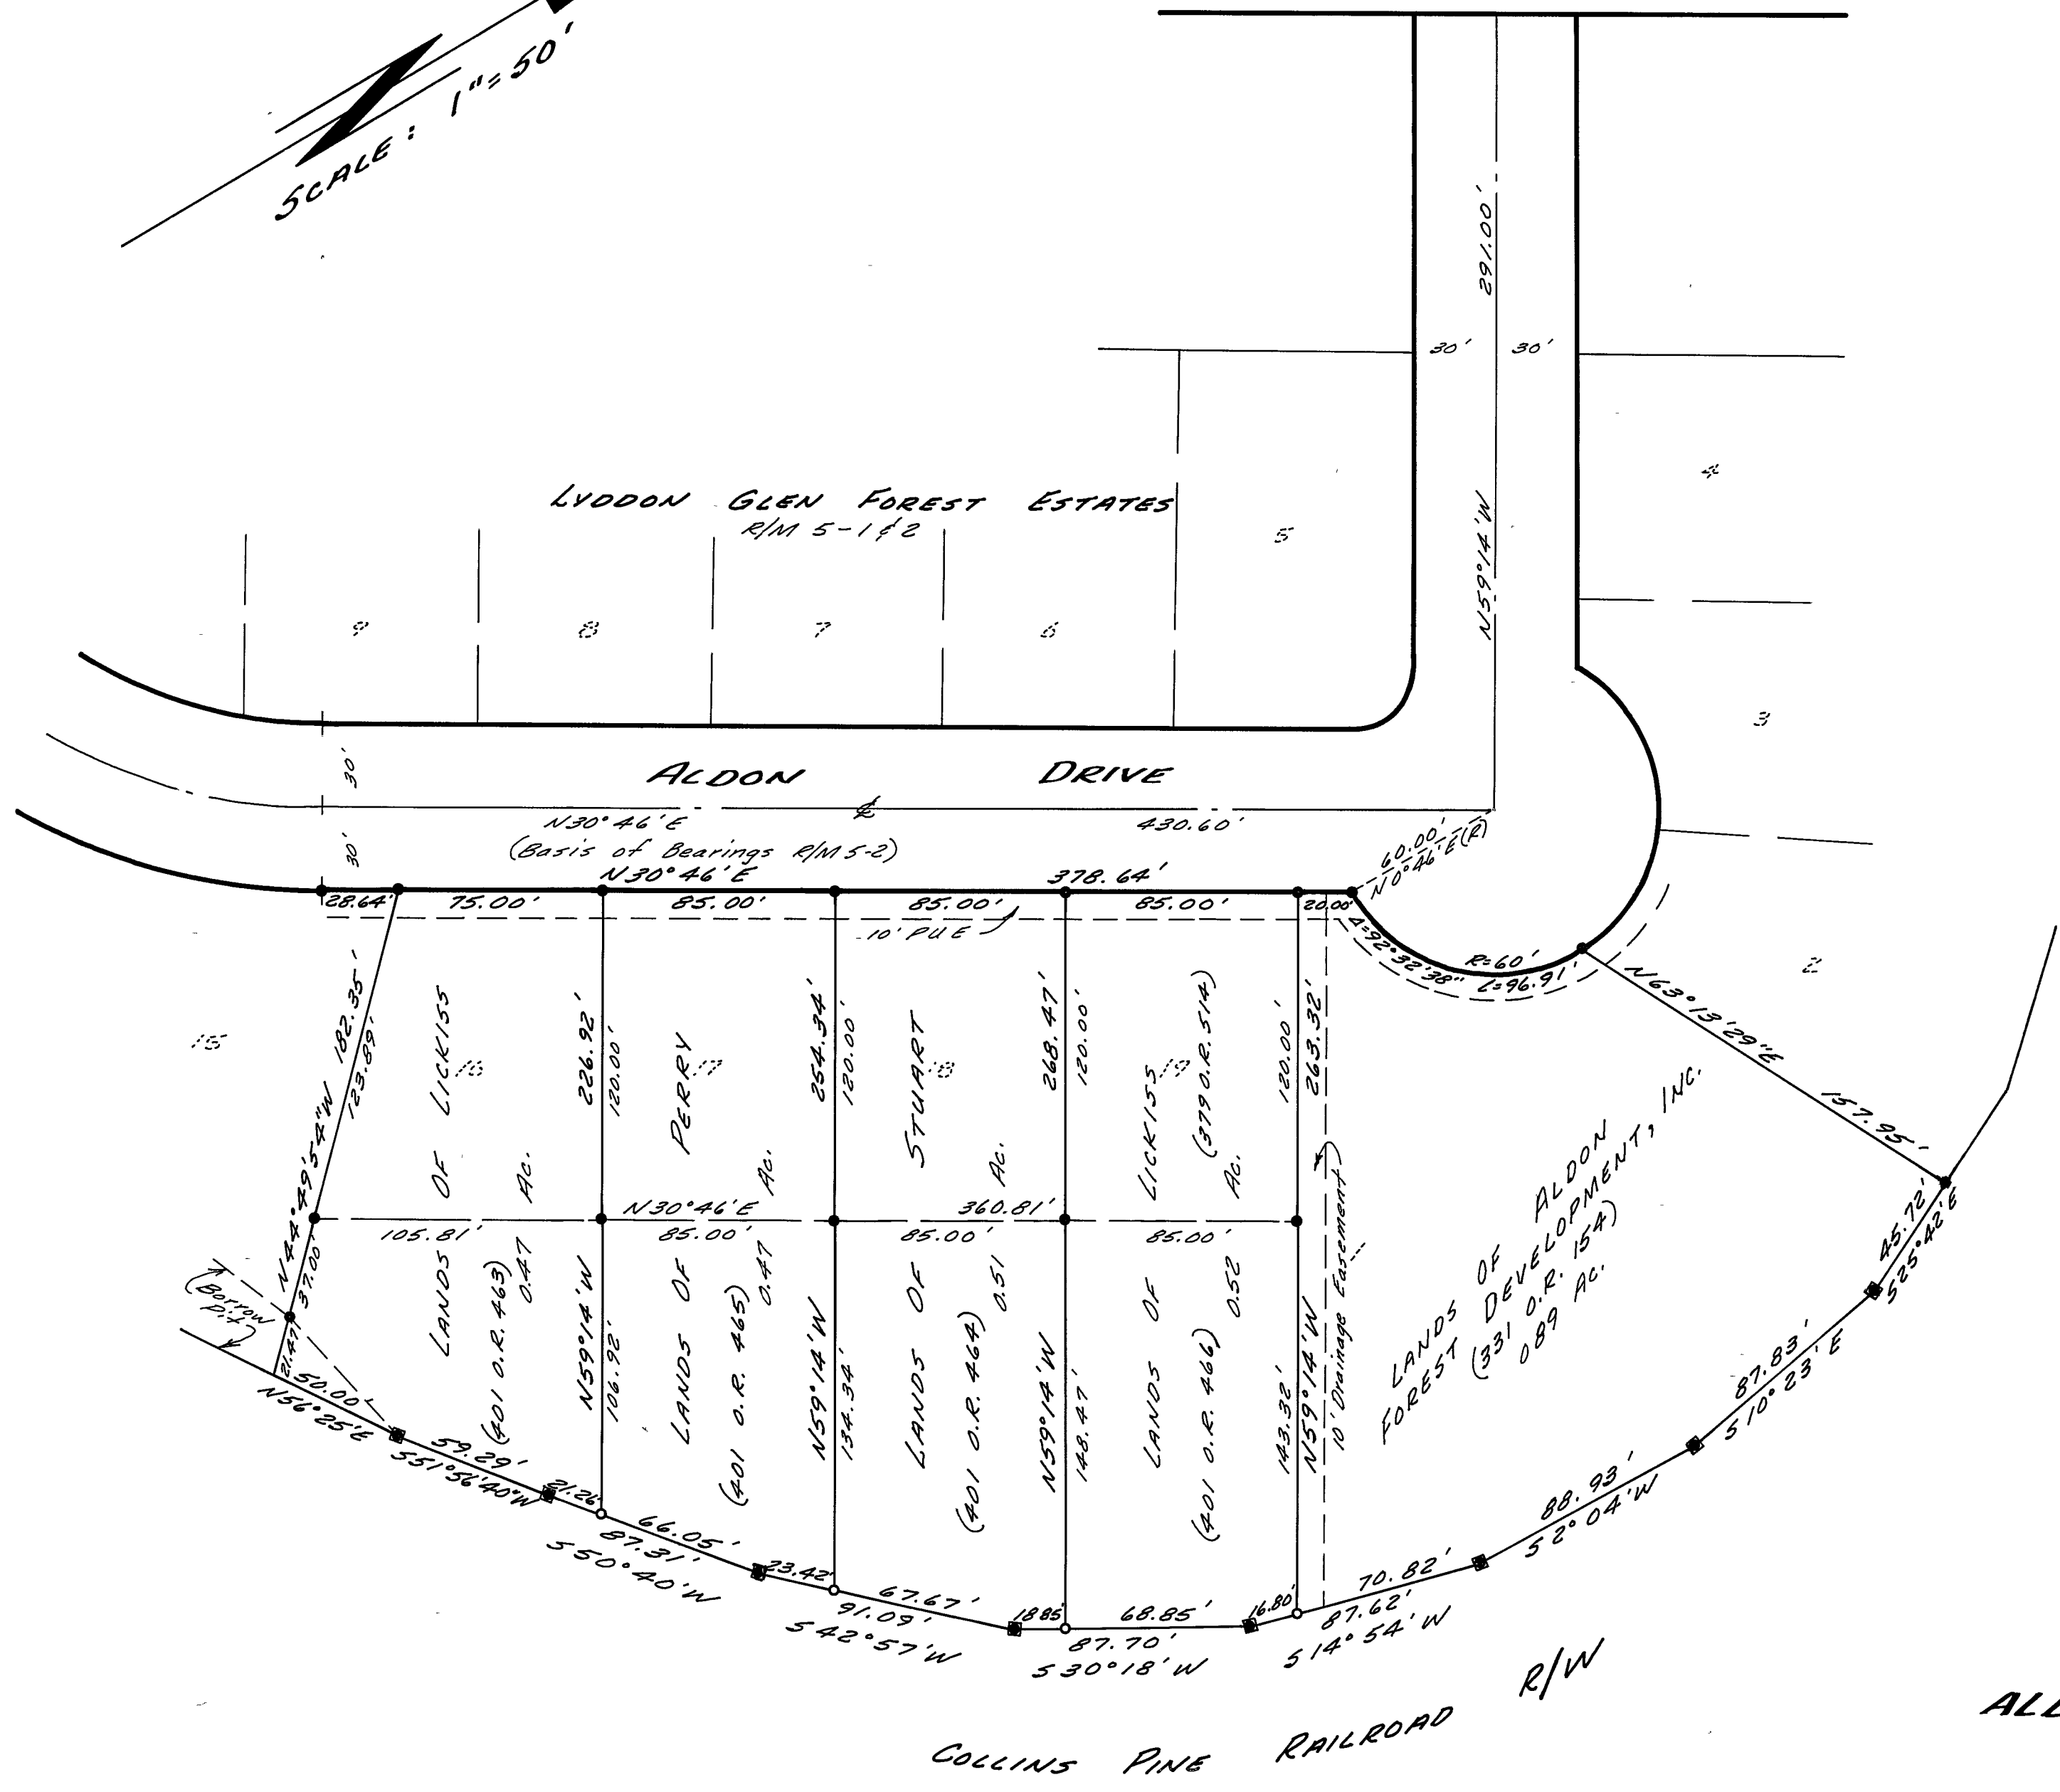 SCALE: 1"=50'
291.00'
N59°14'W
30' 30'
LYDDON GLEN FOREST ESTATES
R/M 5-1 & 2
9
8
7
6
5
4
3
2
30'
30'
ALDON DRIVE
℄
N30°46'E
430.60'
(Basis of Bearings R/M 5-2)
N30°46'E
378.64'
60.00'
N0°46'E(R)
28.64'
75.00'
85.00'
85.00'
85.00'
20.00'
10' PUE
Δ=92°32'38"
R=60'
L=96.91'
N63°13'29"E
157.95'
15
N44°49'54"W 182.35'
123.89'
37.00'
21.47'
(Borrow
Pit)
LANDS OF LICKISS
16
(401 O.R. 463)
0.47 Ac.
N59°14'W 226.92'
120.00'
106.92'
LANDS OF PERRY
17
(401 O.R. 465)
0.47 Ac.
N59°14'W 254.34'
120.00'
134.34'
LANDS OF STUART
18
(401 O.R. 464)
0.51 Ac.
N59°14'W 268.47'
120.00'
148.47'
LANDS OF LICKISS
19
(401 O.R. 466) (379 O.R. 514)
0.52 Ac.
120.00'
143.32'
N59°14'W 263.32'
10' Drainage Easement
N30°46'E
360.81'
105.81'
85.00'
85.00'
85.00'
LANDS OF ALDON
FOREST DEVELOPMENT, INC.
(331 O.R. 154)
0.89 Ac.
50.00'
N56°25'E
59.29'
S51°56'40"W
21.26'
66.05'
87.31'
S50°40'W
23.42'
67.67'
91.09'
S42°57'W
18.85'
68.85'
87.70'
S30°18'W
16.80'
70.82'
87.62'
S14°54'W
88.93'
S2°04'W
87.83'
S10°23'E
45.72'
S25°42'E
COLLINS PINE RAILROAD R/W